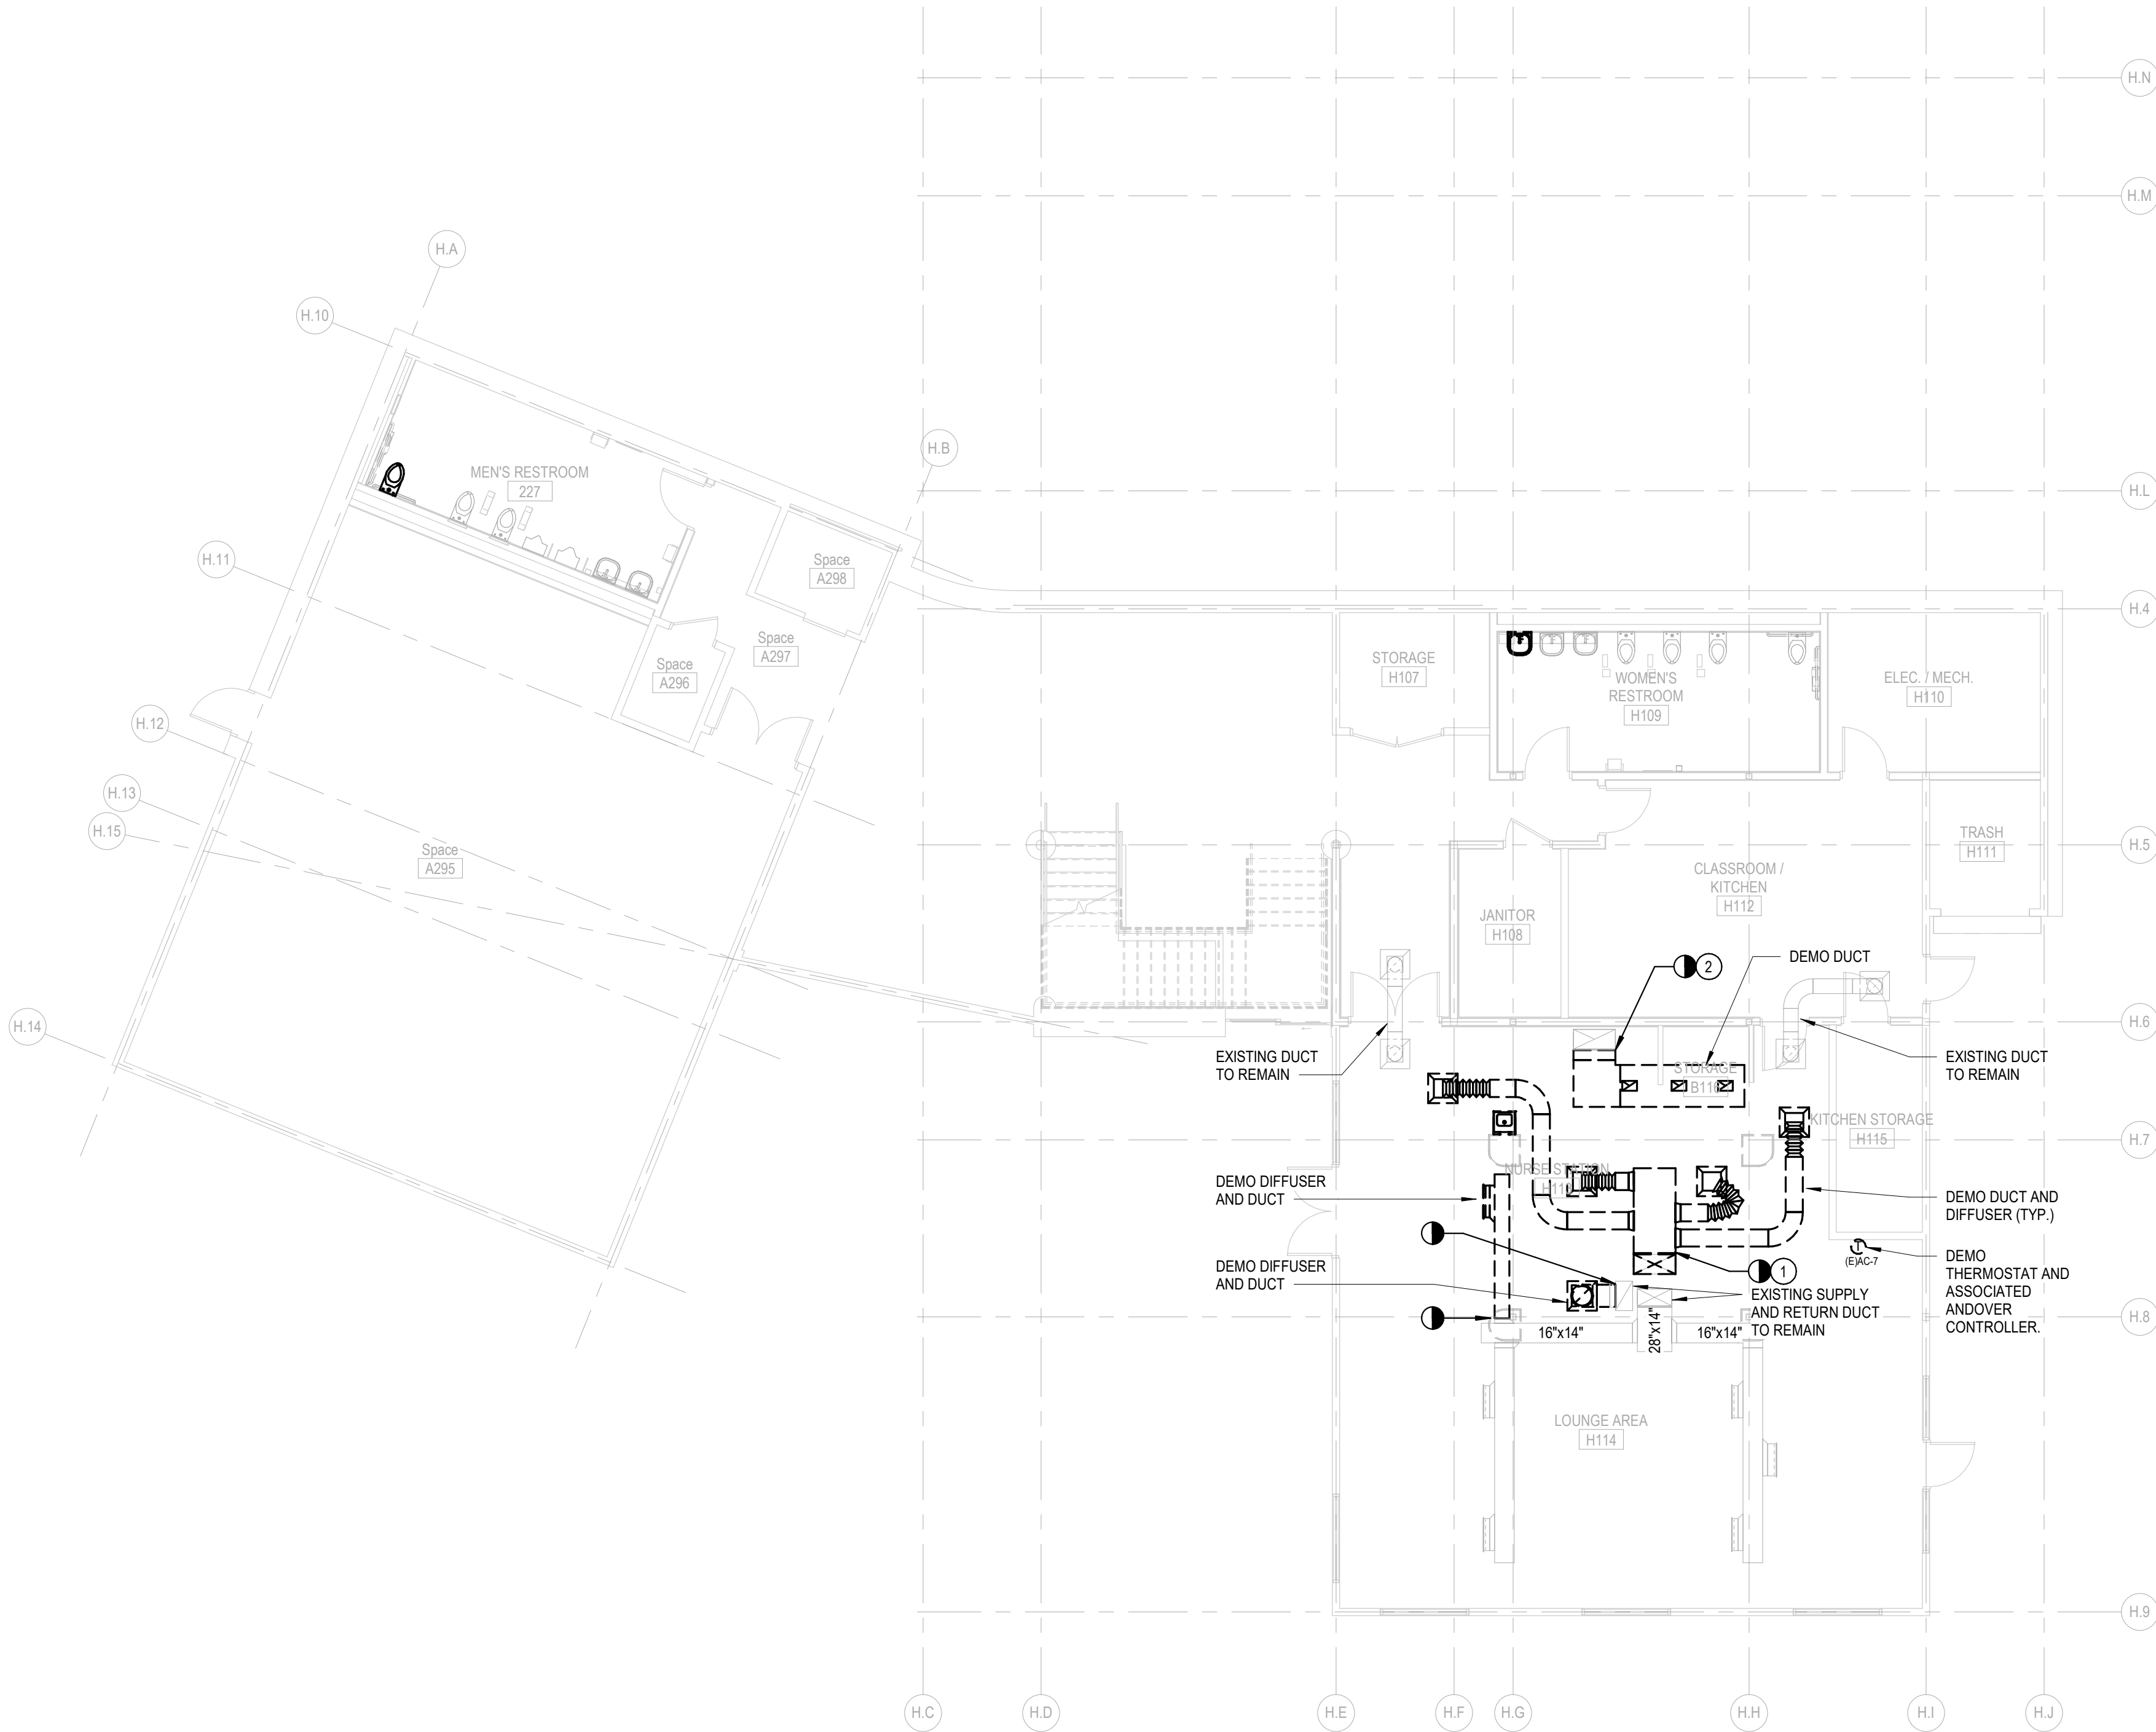 H.N
H.M
H.A
H.10
H.B
MEN'S RESTROOM
227
H.L
H.11
Space
A298
H.4
Space
A297
Space
A296
STORAGE
H107
WOMEN'S
RESTROOM
H109
ELEC. / MECH.
H110
H.12
H.13
H.15
Space
A295
TRASH
H111
H.5
CLASSROOM /
KITCHEN
H112
JANITOR
H108
2
DEMO DUCT
H.14
H.6
EXISTING DUCT
TO REMAIN
STORAGE
EXISTING DUCT
TO REMAIN
KITCHEN STORAGE
H115
H.7
NURSE STATION
DEMO DIFFUSER
AND DUCT
DEMO DUCT AND
DIFFUSER (TYP.)
T
(E)AC-7
DEMO
THERMOSTAT AND
ASSOCIATED
ANDOVER
CONTROLLER.
DEMO DIFFUSER
AND DUCT
1
EXISTING SUPPLY
AND RETURN DUCT
TO REMAIN
H.8
16"x14"
28"x14"
16"x14"
LOUNGE AREA
H114
H.9
H.C
H.D
H.E
H.F
H.G
H.H
H.I
H.J